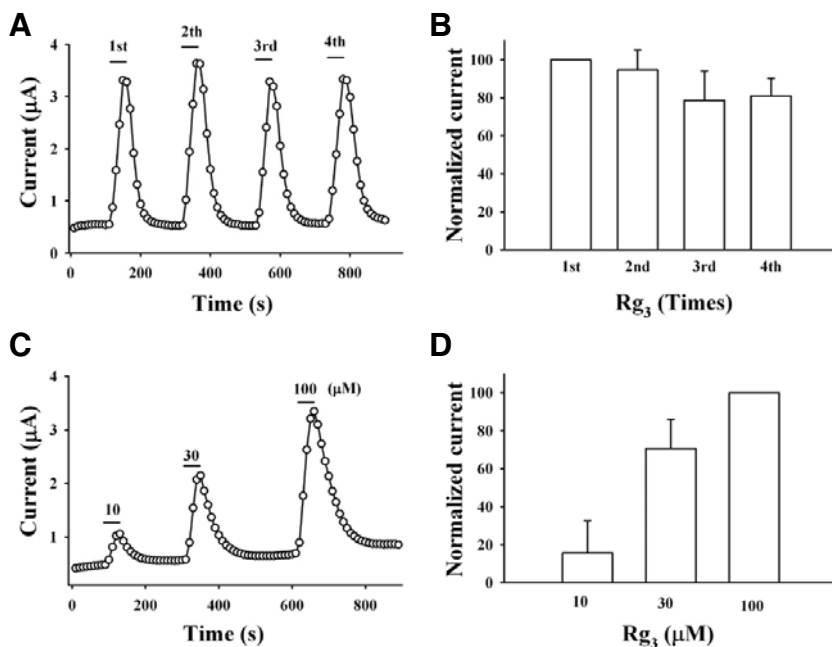 A
1st
2th
3rd
4th
4
3
2
1
0
Current (µA)
200
400
600
800
Time (s)
B
100
80
60
40
20
0
Normalized current
1st
2nd
3rd
4th
Rg3 (Times)
C
10
30
100 (µM)
4
3
2
1
Current (µA)
0
200
400
600
800
Time (s)
D
100
80
60
40
20
0
Normalized current
10
30
100
Rg3 (µM)